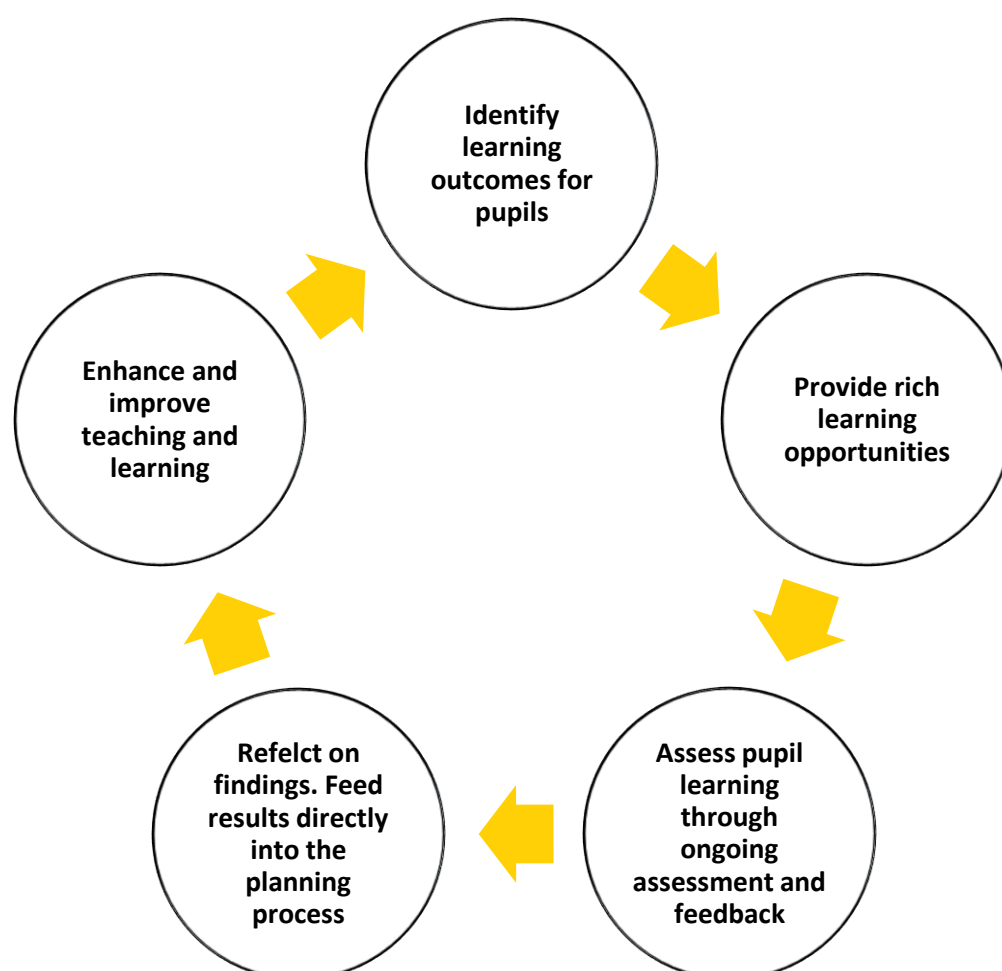 Identify
learning
outcomes for
pupils
Provide rich
learning
opportunities
Assess pupil
learning
through
ongoing
assessment and
feedback
Refelct on
findings. Feed
results directly
into the
planning
process
Enhance and
improve
teaching and
learning